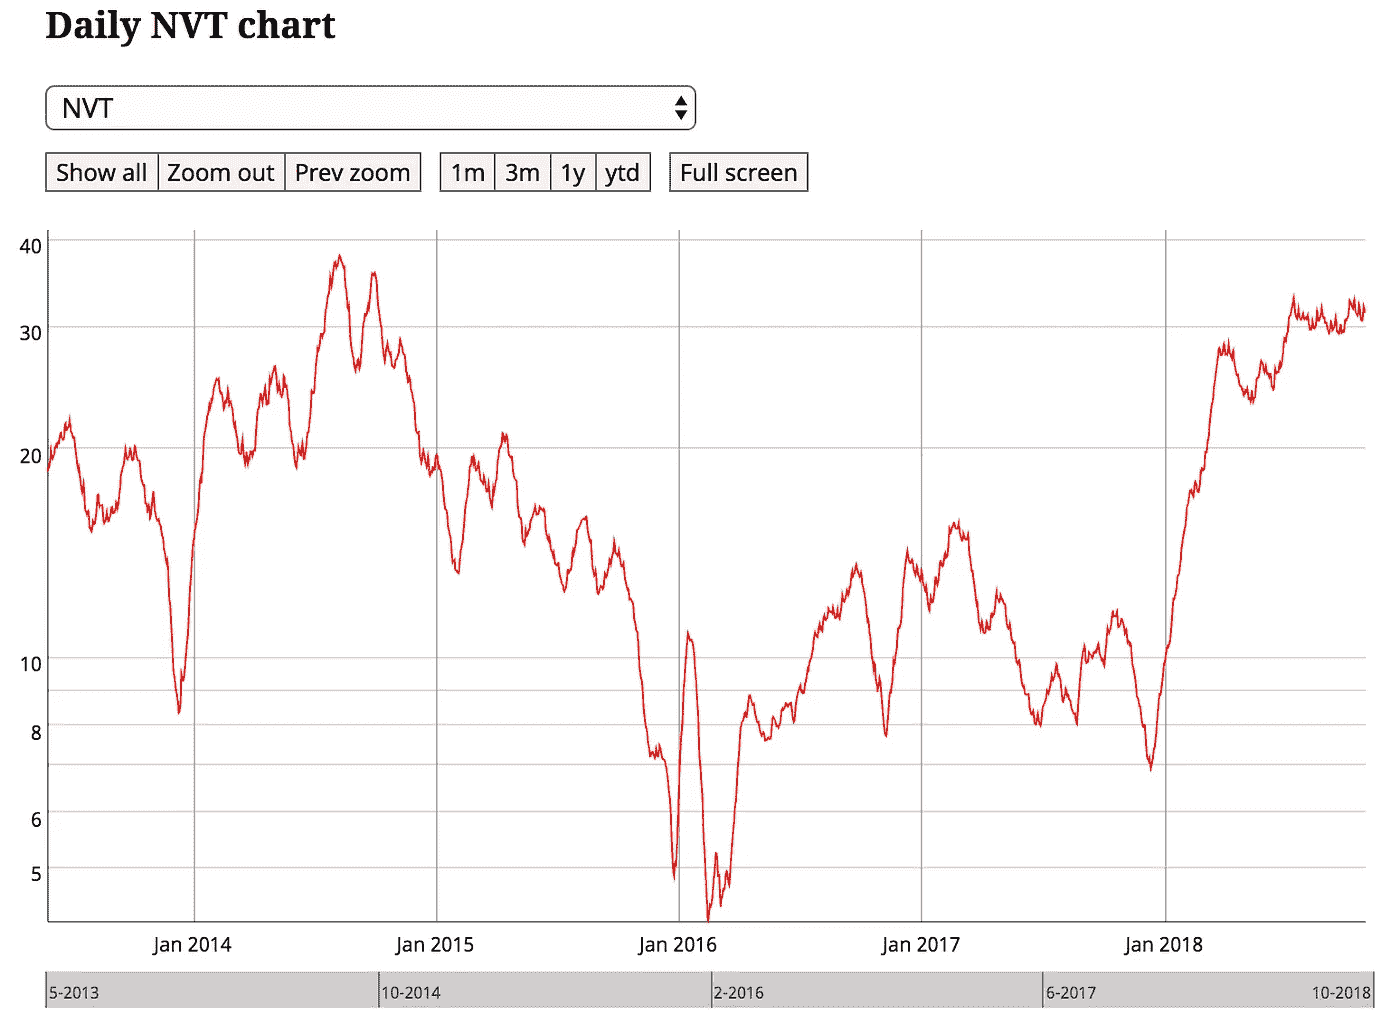 Daily NVT chart
NVT
Show all Zoom out Prev zoom 1m 3m 1y ytd Full screen
40
30
20
10
8
6
5
Jan 2014 Jan 2015 Jan 2016 Jan 2017 Jan 2018
5-2013 10-2014 2-2016 6-2017 10-2018